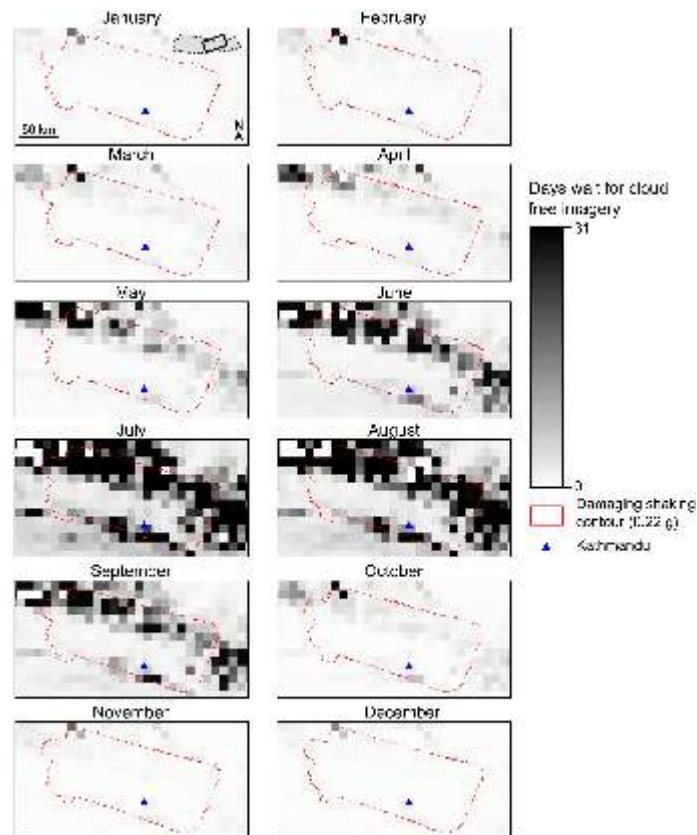 January
February
50 km
N
March
April
Days wait for cloud
free imagery
31
May
June
July
August
0
Damaging shaking
contour (0.22 g)
Kathmandu
September
October
November
December